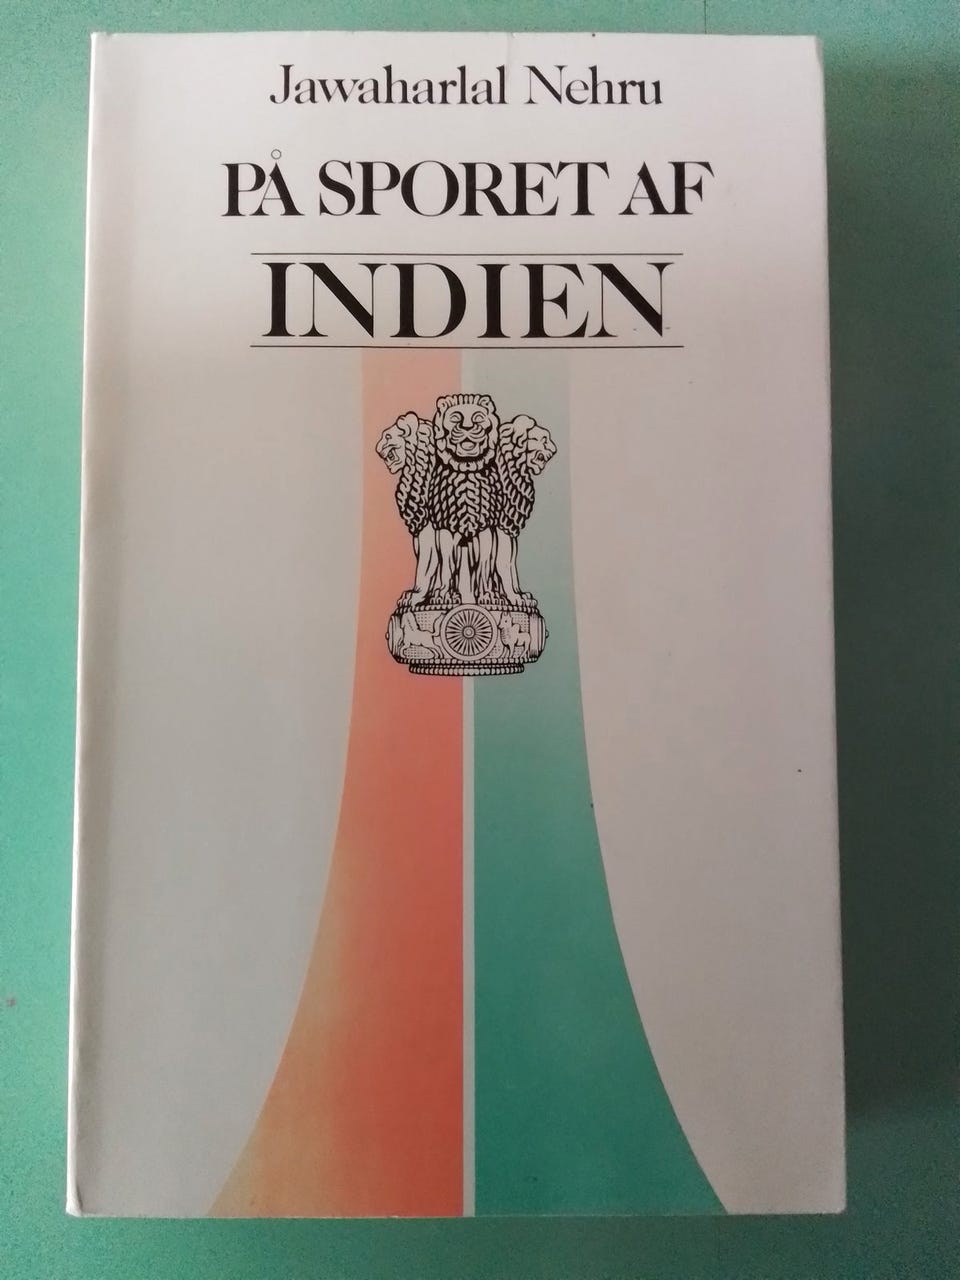 Jawaharlal Nehru
PÅ SPORET AF
INDIEN